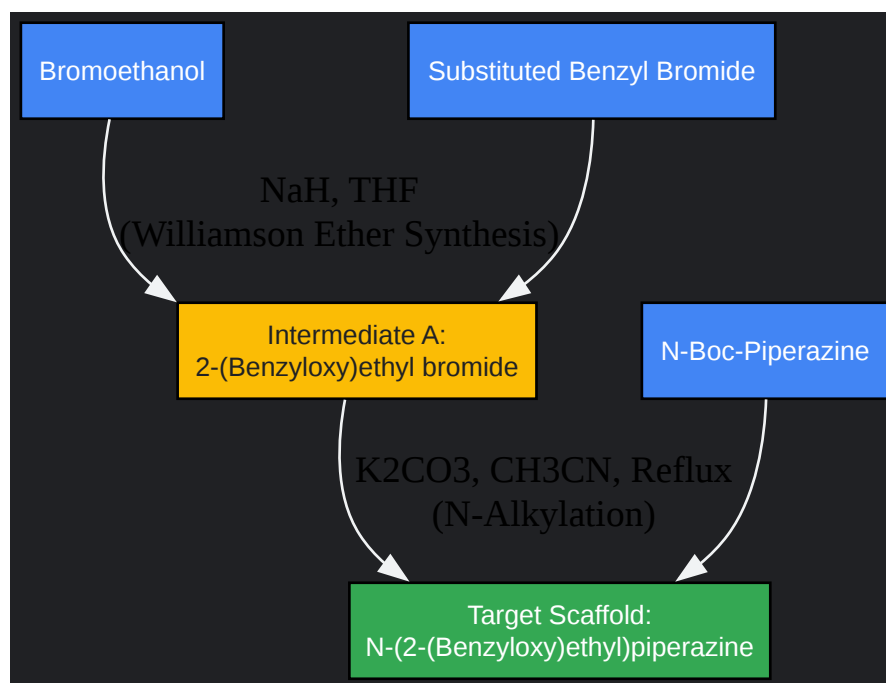 Bromoethanol
Substituted Benzyl Bromide
NaH, THF
(Williamson Ether Synthesis)
Intermediate A:
2-(Benzyloxy)ethyl bromide
N-Boc-Piperazine
K2CO3, CH3CN, Reflux
(N-Alkylation)
Target Scaffold:
N-(2-(Benzyloxy)ethyl)piperazine